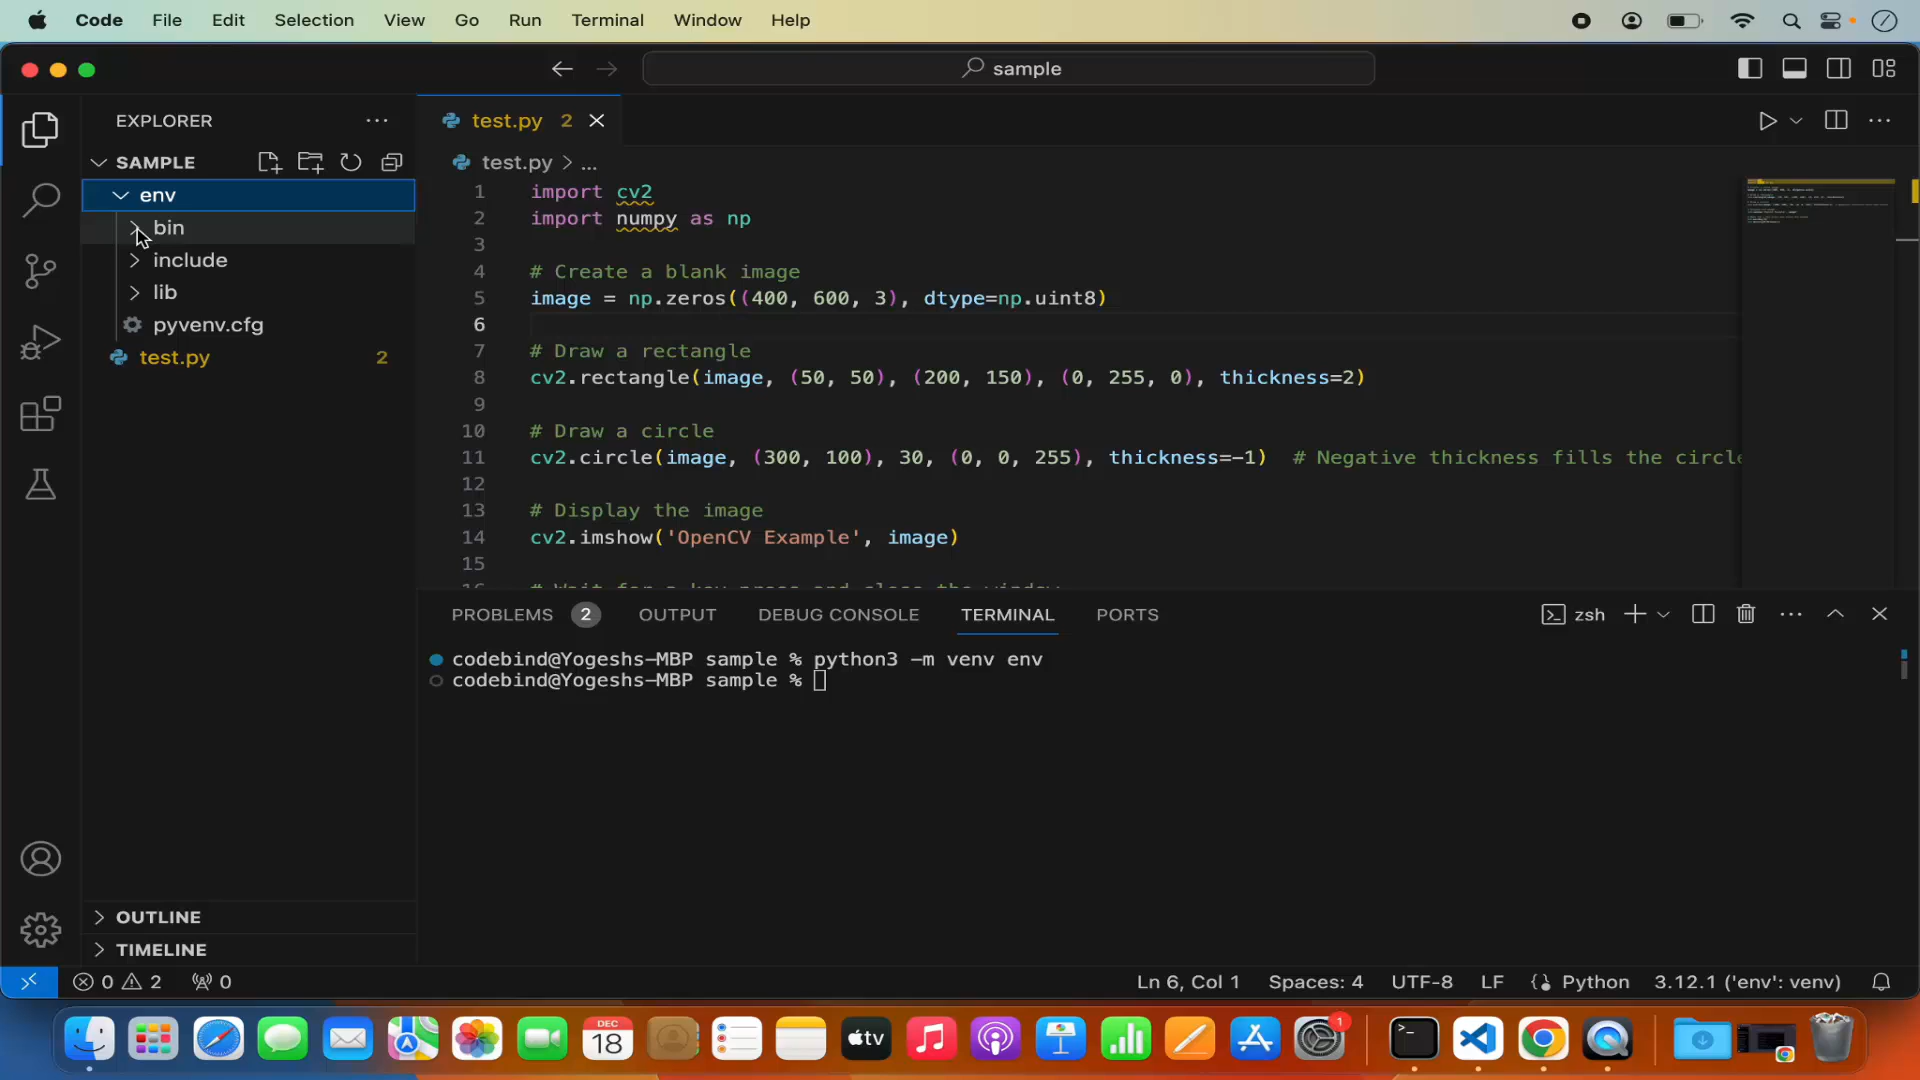 Code File Edit Selection View Go Run Terminal Window Help
sample
EXPLORER
SAMPLE
env
bin
include
lib
pyvenv.cfg
test.py 2
test.py 2
test.py > ...
1 import cv2
2 import numpy as np
3
4 # Create a blank image
5 image = np.zeros((400, 600, 3), dtype=np.uint8)
6
7 # Draw a rectangle
8 cv2.rectangle(image, (50, 50), (200, 150), (0, 255, 0), thickness=2)
9
10 # Draw a circle
11 cv2.circle(image, (300, 100), 30, (0, 0, 255), thickness=-1) # Negative thickness fills the circle
12
13 # Display the image
14 cv2.imshow('OpenCV Example', image)
15
PROBLEMS 2 OUTPUT DEBUG CONSOLE TERMINAL PORTS
zsh
codebind@Yogeshs-MBP sample % python3 -m venv env
codebind@Yogeshs-MBP sample %
OUTLINE
TIMELINE
0 2 0
Ln 6, Col 1 Spaces: 4 UTF-8 LF Python 3.12.1 ('env': venv)
DEC
18
tv
1